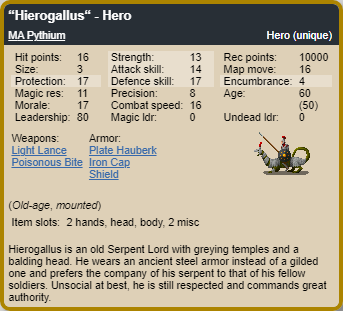 “Hierogallus“ - Hero
MA Pythium Hero (unique)
Hit points: 16 Strength: 13 Rec points: 10000
Size: 3 Attack skill: 14 Map move: 16
Protection: 17 Defence skill: 17 Encumbrance: 4
Magic res: 11 Precision: 8 Age: 60
Morale: 17 Combat speed: 16 (50)
Leadership: 80 Magic ldr: 0 Undead ldr: 0
Weapons: Armor:
Light Lance Plate Hauberk
Poisonous Bite Iron Cap
Shield
(Old-age, mounted)
Item slots: 2 hands, head, body, 2 misc
Hierogallus is an old Serpent Lord with greying temples and a
balding head. He wears an ancient steel armor instead of a gilded
one and prefers the company of his serpent to that of his fellow
soldiers. Unsocial at best, he is still respected and commands great
authority.